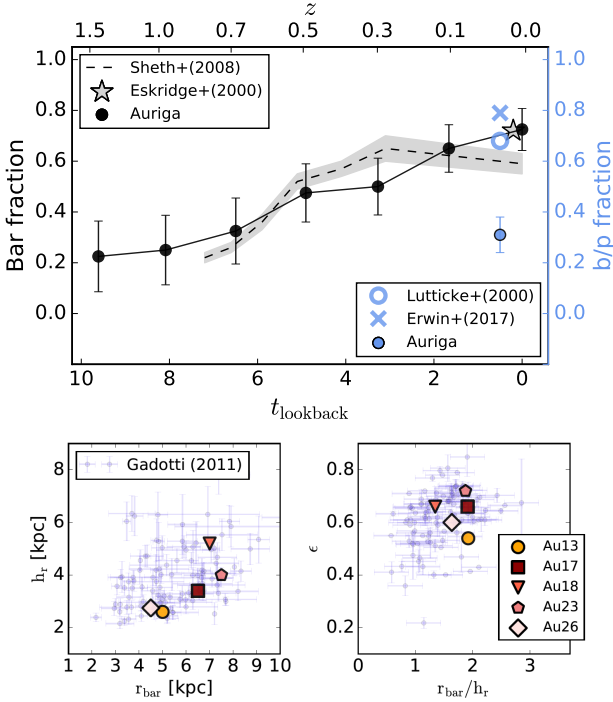 z
1.5 1.0 0.7 0.5 0.3 0.1 0.0
Sheth+(2008)
Eskridge+(2000)
Auriga
Bar fraction
1.0
0.8
0.6
0.4
0.2
0.0
b/p fraction
1.0
0.8
0.6
0.4
0.2
0.0
Lutticke+(2000)
Erwin+(2017)
Auriga
10 8 6 4 2 0
t_lookback
Gadotti (2011)
h_r [kpc]
8
6
4
2
1 2 3 4 5 6 7 8 9 10
r_bar [kpc]
ϵ
0.8
0.6
0.4
0.2
Au13
Au17
Au18
Au23
Au26
0 1 2 3
r_bar/h_r